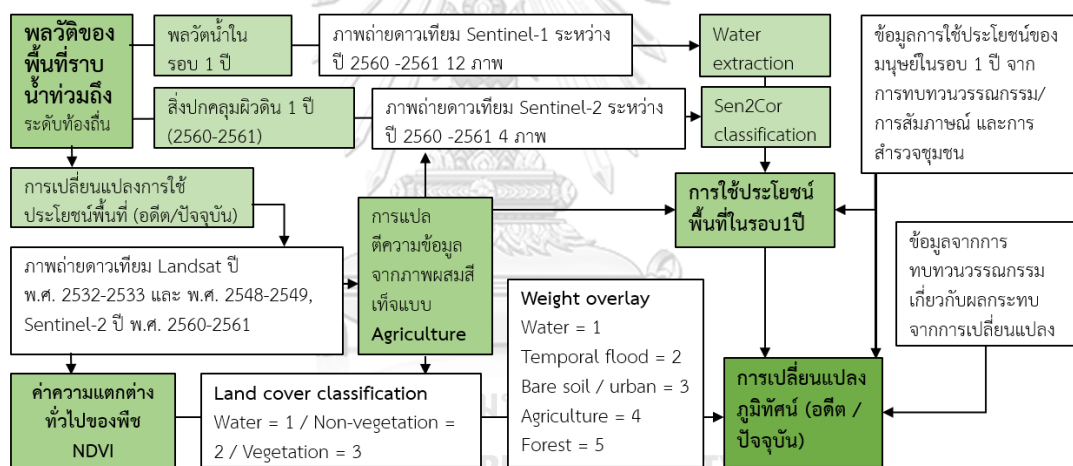 พลวัติของ
พื้นที่ราบ
น้ำท่วมถึง
ระดับท้องถิ่น
พลวัตน้ำใน
รอบ 1 ปี
ภาพถ่ายดาวเทียม Sentinel-1 ระหว่าง
ปี 2560 -2561 12 ภาพ
Water
extraction
สิ่งปกคลุมผิวดิน 1 ปี
(2560-2561)
ภาพถ่ายดาวเทียม Sentinel-2 ระหว่าง
ปี 2560 -2561 4 ภาพ
Sen2Cor
classification
ข้อมูลการใช้ประโยชน์ของ
มนุษย์ในรอบ 1 ปี จาก
การทบทวนวรรณกรรม/
การสัมภาษณ์ และการ
สำรวจชุมชน
การเปลี่ยนแปลงการใช้
ประโยชน์พื้นที่ (อดีต/ปัจจุบัน)
การแปล
ตีความข้อมูล
จากภาพผสมสี
เท็จแบบ
Agriculture
การใช้ประโยชน์
พื้นที่ในรอบ1ปี
ภาพถ่ายดาวเทียม Landsat ปี
พ.ศ. 2532-2533 และ พ.ศ. 2548-2549,
Sentinel-2 ปี พ.ศ. 2560-2561
ข้อมูลจากการ
ทบทวนวรรณกรรม
เกี่ยวกับผลกระทบ
จากการเปลี่ยนแปลง
Weight overlay
Water = 1
Temporal flood = 2
Bare soil / urban = 3
Agriculture = 4
Forest = 5
ค่าความแตกต่าง
ทั่วไปของพืช
NDVI
Land cover classification
Water = 1 / Non-vegetation =
2 / Vegetation = 3
การเปลี่ยนแปลง
ภูมิทัศน์ (อดีต /
ปัจจุบัน)